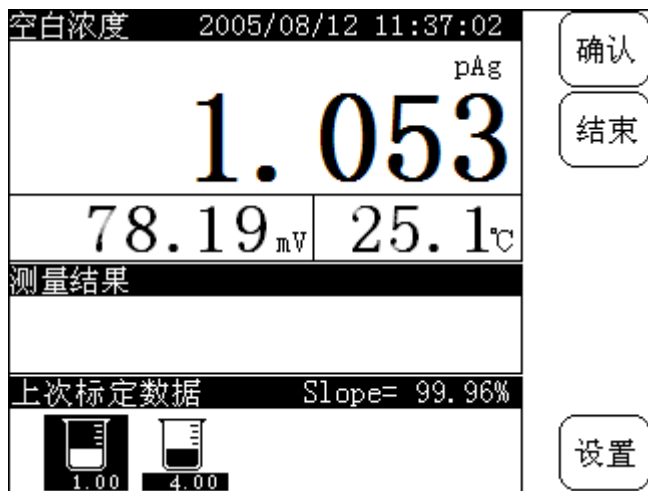 空白浓度 2005/08/12 11:37:02
pAg
1.053
78.19mV 25.1℃
测量结果
上次标定数据 Slope= 99.96%
1.00 4.00
确认
结束
设置